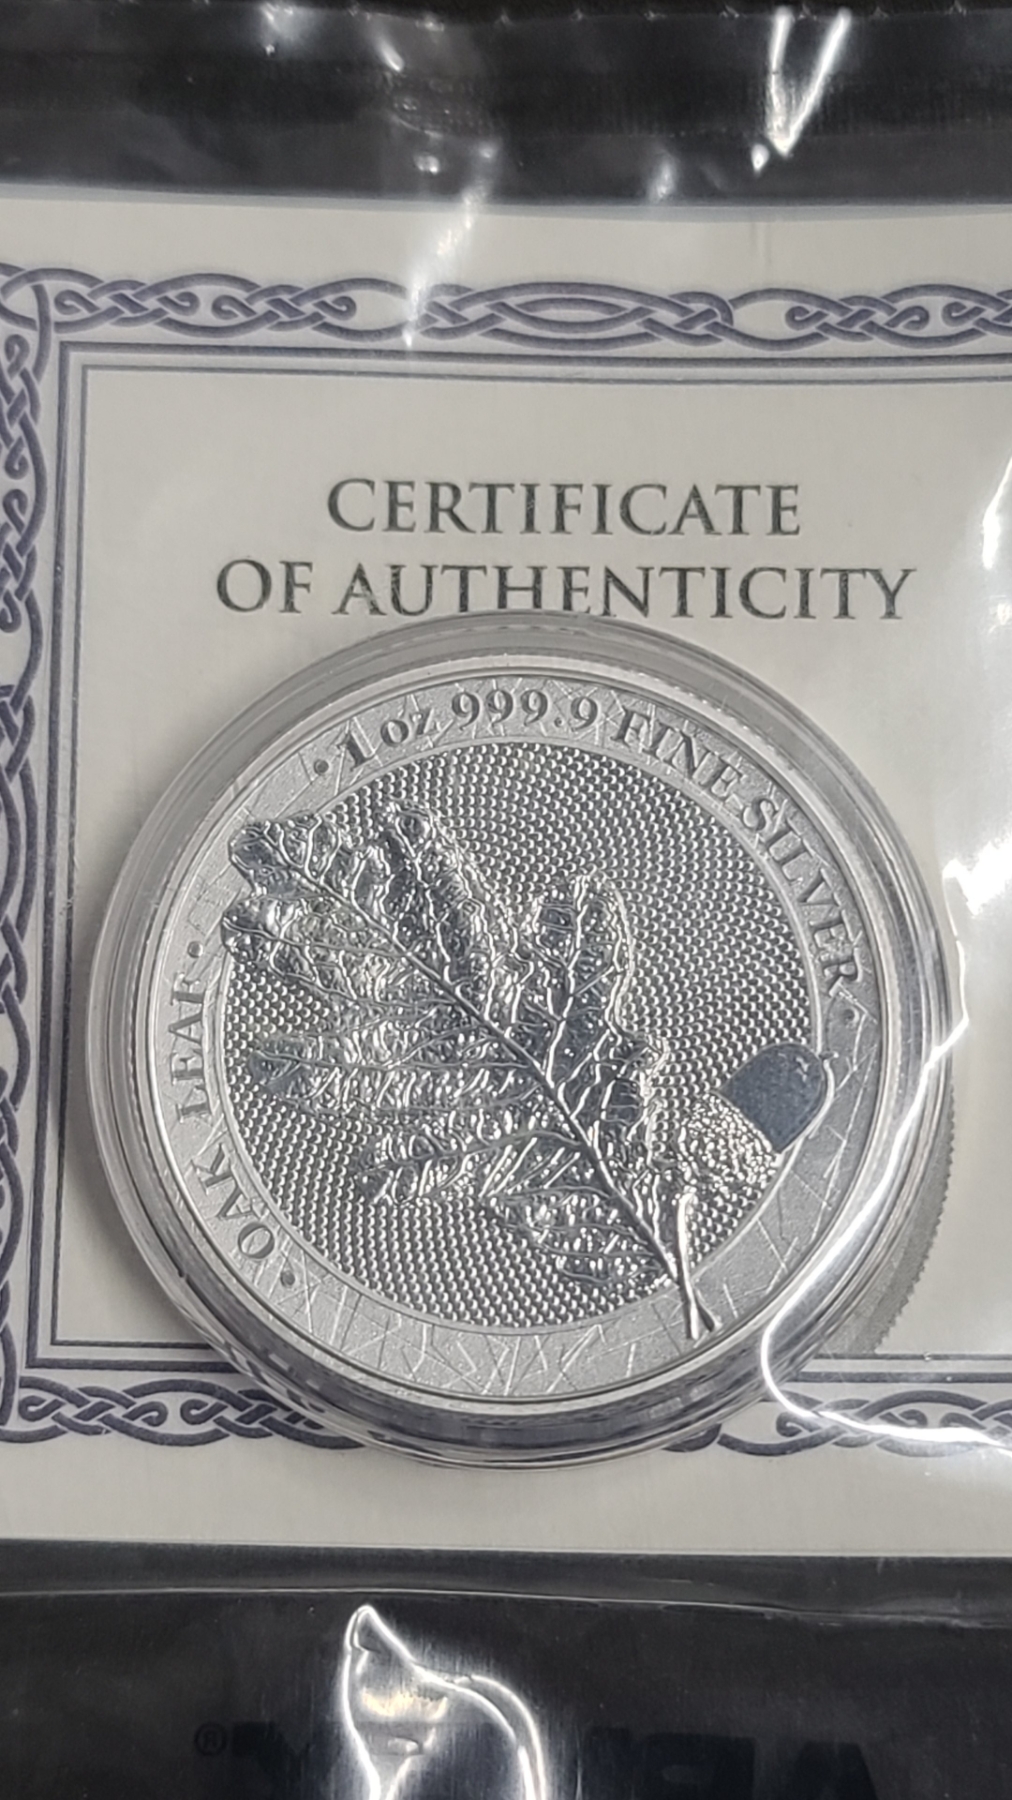 CERTIFICATE
OF AUTHENTICITY
• 1 oz 999.9 FINE SILVER •
• OAK LEAF •
®